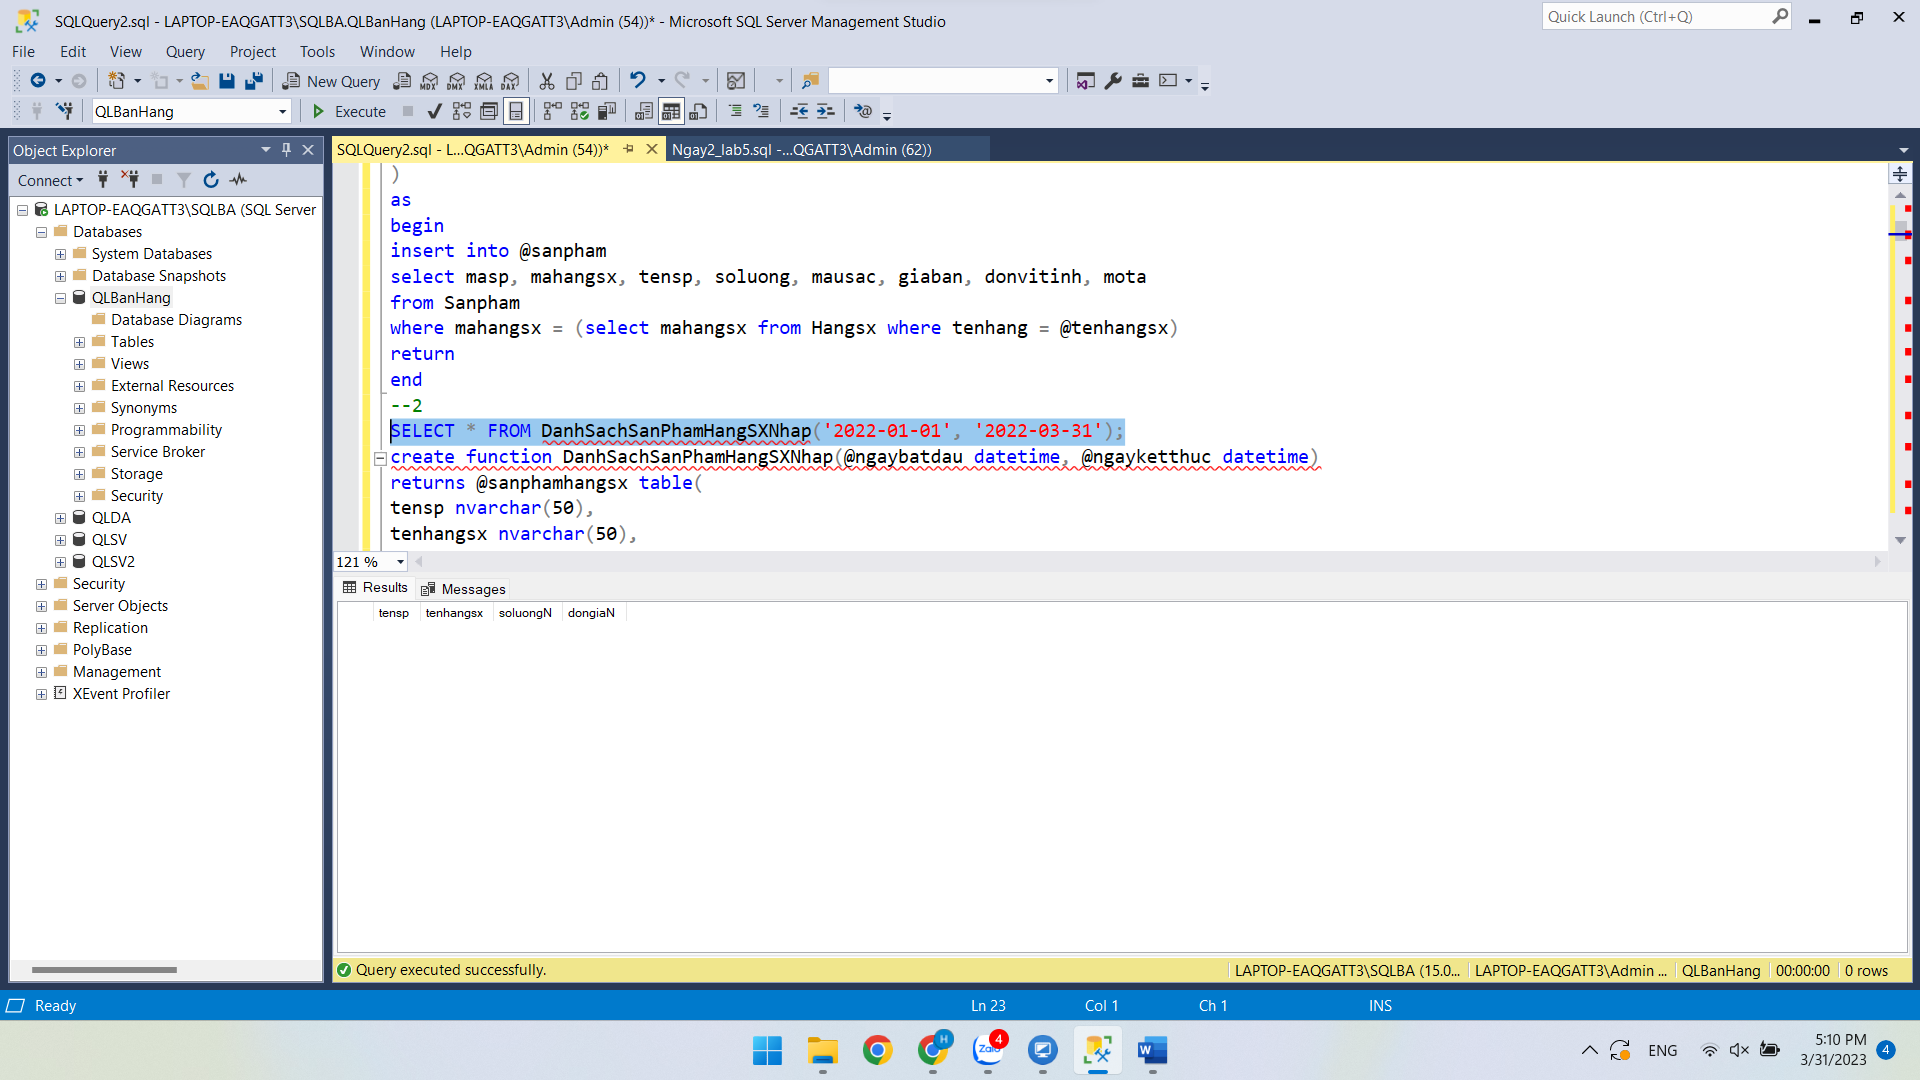 SQLQuery2.sql - LAPTOP-EAQGATT3\SQLBA.QLBanHang (LAPTOP-EAQGATT3\Admin (54))* - Microsoft SQL Server Management Studio
Quick Launch (Ctrl+Q)
File Edit View Query Project Tools Window Help
New Query MDX DMX XMLA DAX
QLBanHang Execute
Object Explorer
SQLQuery2.sql - L...QGATT3\Admin (54))* Ngay2_lab5.sql -...QGATT3\Admin (62))
Connect
LAPTOP-EAQGATT3\SQLBA (SQL Server
Databases
System Databases
Database Snapshots
QLBanHang
Database Diagrams
Tables
Views
External Resources
Synonyms
Programmability
Service Broker
Storage
Security
QLDA
QLSV
QLSV2
Security
Server Objects
Replication
PolyBase
Management
XEvent Profiler
)
as
begin
insert into @sanpham
select masp, mahangsx, tensp, soluong, mausac, giaban, donvitinh, mota
from Sanpham
where mahangsx = (select mahangsx from Hangsx where tenhang = @tenhangsx)
return
end
--2
SELECT * FROM DanhSachSanPhamHangSXNhap('2022-01-01', '2022-03-31');
create function DanhSachSanPhamHangSXNhap(@ngaybatdau datetime, @ngayketthuc datetime)
returns @sanphamhangsx table(
tensp nvarchar(50),
tenhangsx nvarchar(50),
121 %
Results Messages
tensp tenhangsx soluongN dongiaN
Query executed successfully.
LAPTOP-EAQGATT3\SQLBA (15.0... LAPTOP-EAQGATT3\Admin ... QLBanHang 00:00:00 0 rows
Ready Ln 23 Col 1 Ch 1 INS
H
Zalo 4
W
ENG
5:10 PM
3/31/2023
4